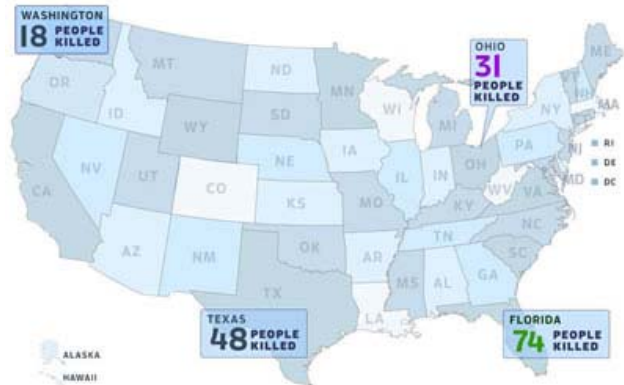 WASHINGTON
18 PEOPLE KILLED
OHIO
31
PEOPLE
KILLED
ME
MT
ND
VT
NH
OR
MN
ID
WI
NY
MA
SD
MI
WY
RI
IA
PA
NJ
NE
DE
NV
IL
IN
OH
MD
DC
UT
WV
CA
CO
VA
KS
MO
KY
NC
TN
AZ
OK
NM
AR
SC
MS
AL
GA
TX
LA
TEXAS
48 PEOPLE KILLED
FLORIDA
74 PEOPLE KILLED
ALASKA
HAWAII